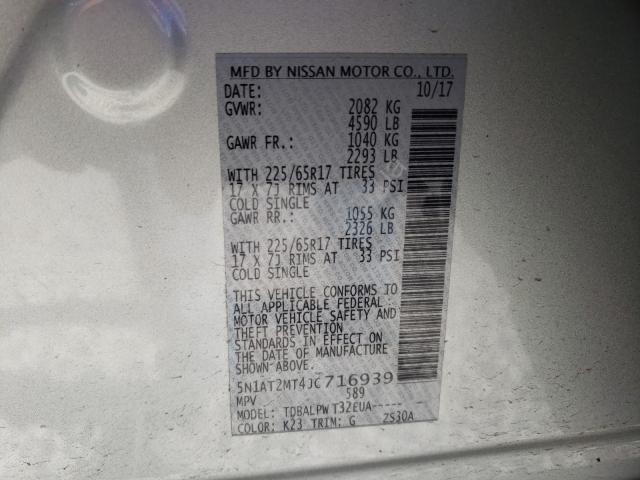 MFD BY NISSAN MOTOR CO., LTD.
DATE: 10/17
GVWR: 2082 KG
4590 LB
GAWR FR.: 1040 KG
2293 LB
WITH 225/65R17 TIRES
17 X 7J RIMS AT 33 PSI
COLD SINGLE
GAWR RR.: 1055 KG
2326 LB
WITH 225/65R17 TIRES
17 X 7J RIMS AT 33 PSI
COLD SINGLE
THIS VEHICLE CONFORMS TO
ALL APPLICABLE FEDERAL
MOTOR VEHICLE SAFETY AND
THEFT PREVENTION
STANDARDS IN EFFECT ON
THE DATE OF MANUFACTURE
SHOWN ABOVE.
5N1AT2MT4JC716939
MPV 589
MODEL: TDBALPW T32EUA-----
COLOR: K23 TRIM: G ZS30A